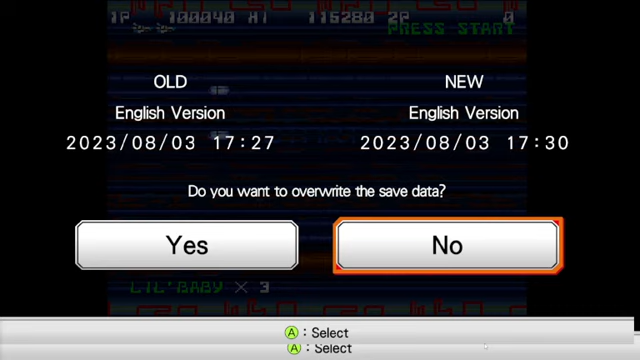 1P 100040 HI 115280 2P 0
PRESS START
OLD NEW
English Version English Version
2023/08/03 17:27 2023/08/03 17:30
Do you want to overwrite the save data?
Yes No
LIL'BABY × 3
A : Select
A : Select